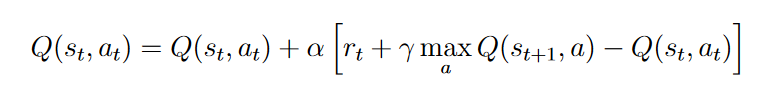 Q(s_t, a_t) = Q(s_t, a_t) + α [ r_t + γ max_a Q(s_{t+1}, a) − Q(s_t, a_t) ]